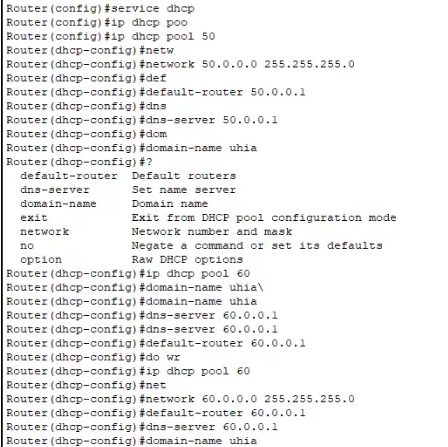 Router(config)#service dhcp
Router(config)#ip dhcp poo
Router(config)#ip dhcp pool 50
Router(dhcp-config)#netw
Router(dhcp-config)#network 50.0.0.0 255.255.255.0
Router(dhcp-config)#def
Router(dhcp-config)#default-router 50.0.0.1
Router(dhcp-config)#dns
Router(dhcp-config)#dns-server 50.0.0.1
Router(dhcp-config)#dom
Router(dhcp-config)#domain-name uhia
Router(dhcp-config)#?
default-router Default routers
dns-server Set name server
domain-name Domain name
exit Exit from DHCP pool configuration mode
network Network number and mask
no Negate a command or set its defaults
option Raw DHCP options
Router(dhcp-config)#ip dhcp pool 60
Router(dhcp-config)#domain-name uhia\
Router(dhcp-config)#domain-name uhia
Router(dhcp-config)#dns-server 60.0.0.1
Router(dhcp-config)#dns-server 60.0.0.1
Router(dhcp-config)#default-router 60.0.0.1
Router(dhcp-config)#do wr
Router(dhcp-config)#ip dhcp pool 60
Router(dhcp-config)#net
Router(dhcp-config)#network 60.0.0.0 255.255.255.0
Router(dhcp-config)#default-router 60.0.0.1
Router(dhcp-config)#dns-server 60.0.0.1
Router(dhcp-config)#domain-name uhia